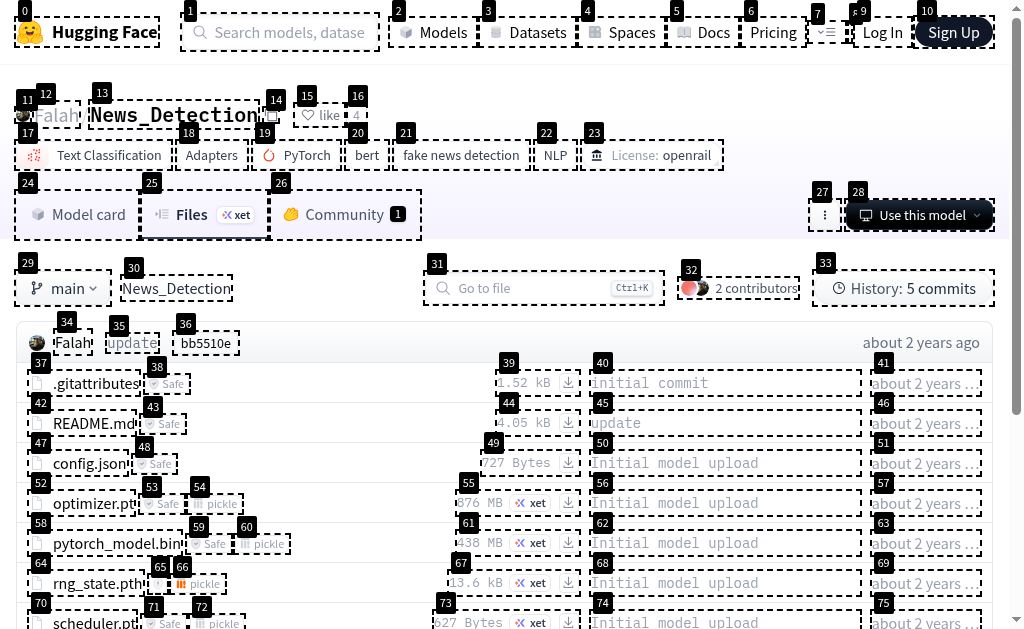 0 1 2 3 4 5 6 7 8 9 10
Hugging Face Search models, datase Models Datasets Spaces Docs Pricing Log In Sign Up
11 12 13 14 15 16
Falah News_Detection like 4
17 18 19 20 21 22 23
Text Classification Adapters PyTorch bert fake news detection NLP License: openrail
24 25 26 27 28
Model card Files xet Community 1 Use this model
29 30 31 32 33
main News_Detection Go to file Ctrl+K 2 contributors History: 5 commits
34 35 36
Falah update bb5510e about 2 years ago
37 38 39 40 41
.gitattributes Safe 1.52 kB initial commit about 2 years ...
42 43 44 45 46
README.md Safe 4.05 kB update about 2 years ...
47 48 49 50 51
config.json Safe 727 Bytes Initial model upload about 2 years ...
52 53 54 55 56 57
optimizer.pt Safe pickle 876 MB xet Initial model upload about 2 years ...
58 59 60 61 62 63
pytorch_model.bin Safe pickle 438 MB xet Initial model upload about 2 years ...
64 65 66 67 68 69
rng_state.pth pickle 13.6 kB xet Initial model upload about 2 years ...
70 71 72 73 74 75
scheduler.pt Safe pickle 627 Bytes xet Initial model upload about 2 years ...